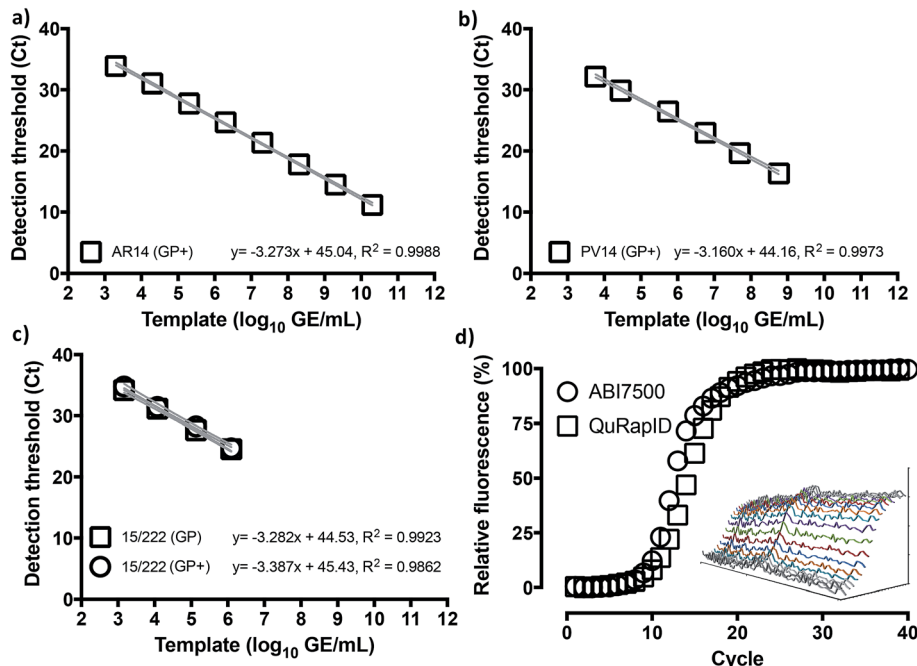 a)
Detection threshold (Ct)
40
30
20
10
0
AR14 (GP+) y= -3.273x + 45.04, R² = 0.9988
2 3 4 5 6 7 8 9 10 11 12
Template (log₁₀ GE/mL)
b)
Detection threshold (Ct)
40
30
20
10
0
PV14 (GP+) y= -3.160x + 44.16, R² = 0.9973
2 3 4 5 6 7 8 9 10 11 12
Template (log₁₀ GE/mL)
c)
Detection threshold (Ct)
40
30
20
10
0
15/222 (GP) y= -3.282x + 44.53, R² = 0.9923
15/222 (GP+) y= -3.387x + 45.43, R² = 0.9862
2 3 4 5 6 7 8 9 10 11 12
Template (log₁₀ GE/mL)
d)
Relative fluorescence (%)
100
75
50
25
0
ABI7500
QuRapID
0 10 20 30 40
Cycle